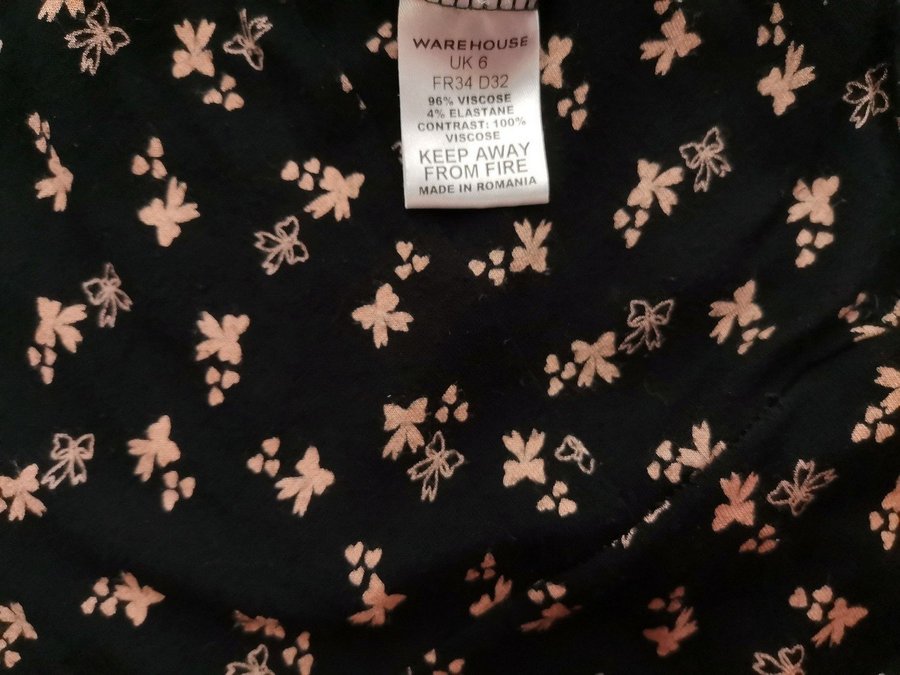 WAREHOUSE
UK 6
FR34 D32
96% VISCOSE
4% ELASTANE
CONTRAST: 100%
VISCOSE
KEEP AWAY
FROM FIRE
MADE IN ROMANIA